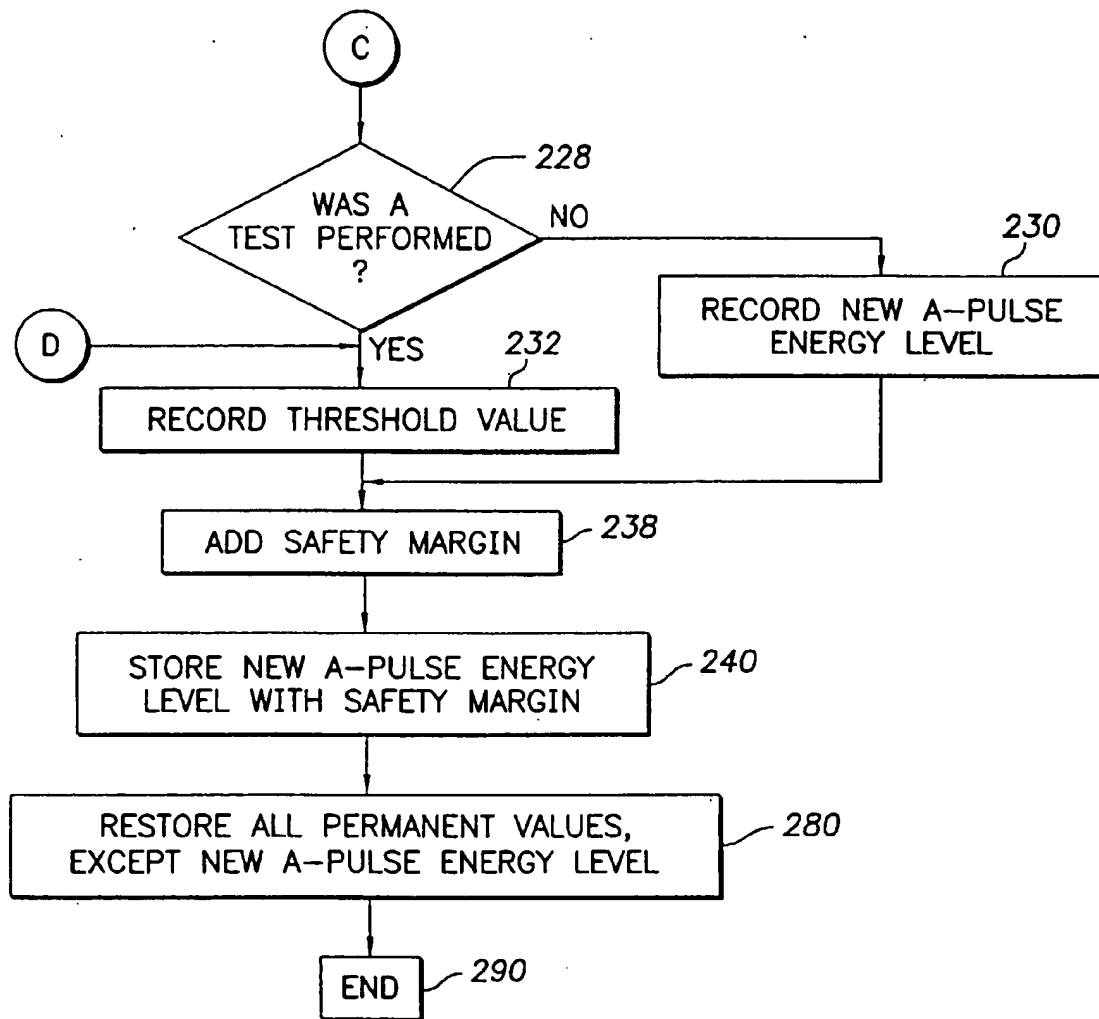 C
228
WAS A
TEST PERFORMED
?
NO
230
RECORD NEW A-PULSE
ENERGY LEVEL
D
YES
232
RECORD THRESHOLD VALUE
ADD SAFETY MARGIN
238
STORE NEW A-PULSE ENERGY
LEVEL WITH SAFETY MARGIN
240
RESTORE ALL PERMANENT VALUES,
EXCEPT NEW A-PULSE ENERGY LEVEL
280
END
290